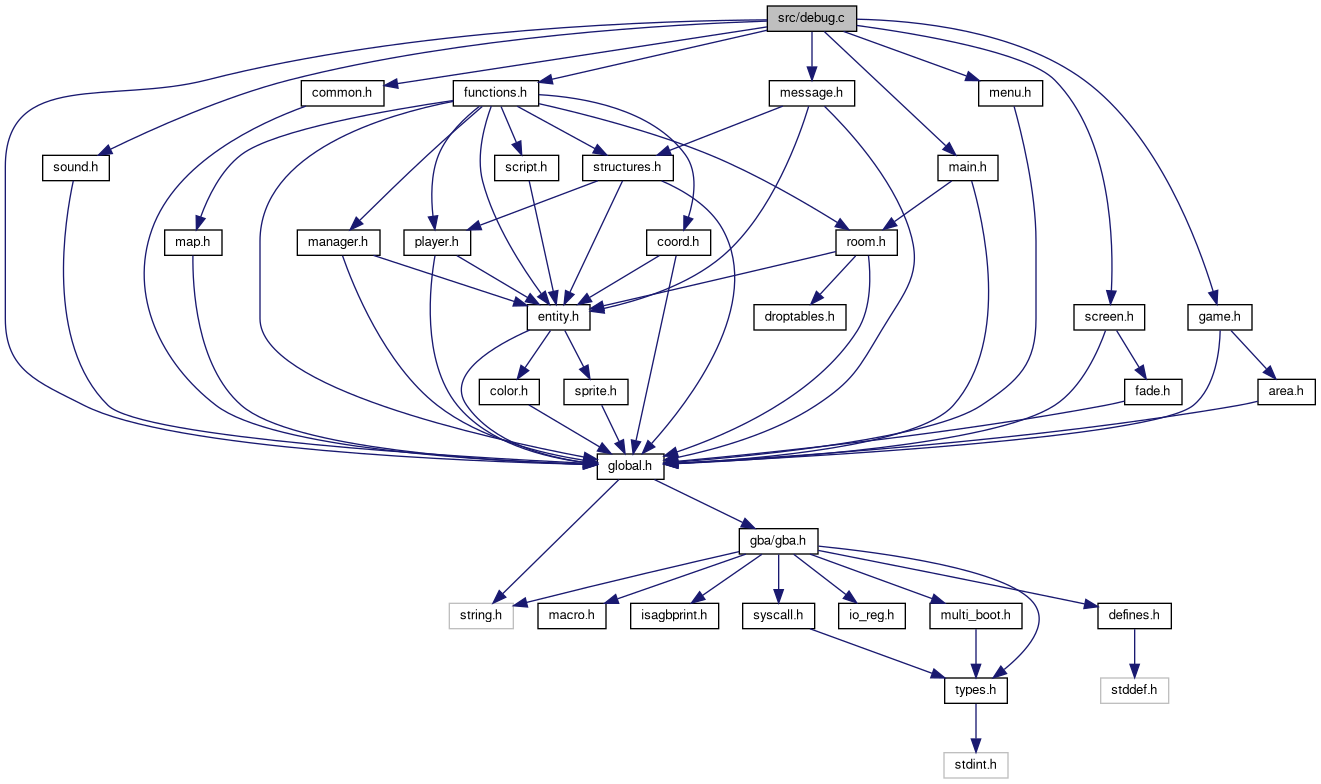 src/debug.c
common.h
functions.h
message.h
menu.h
sound.h
script.h
structures.h
main.h
map.h
manager.h
player.h
coord.h
room.h
entity.h
droptables.h
screen.h
game.h
color.h
sprite.h
fade.h
area.h
global.h
gba/gba.h
string.h
macro.h
isagbprint.h
syscall.h
io_reg.h
multi_boot.h
defines.h
types.h
stddef.h
stdint.h